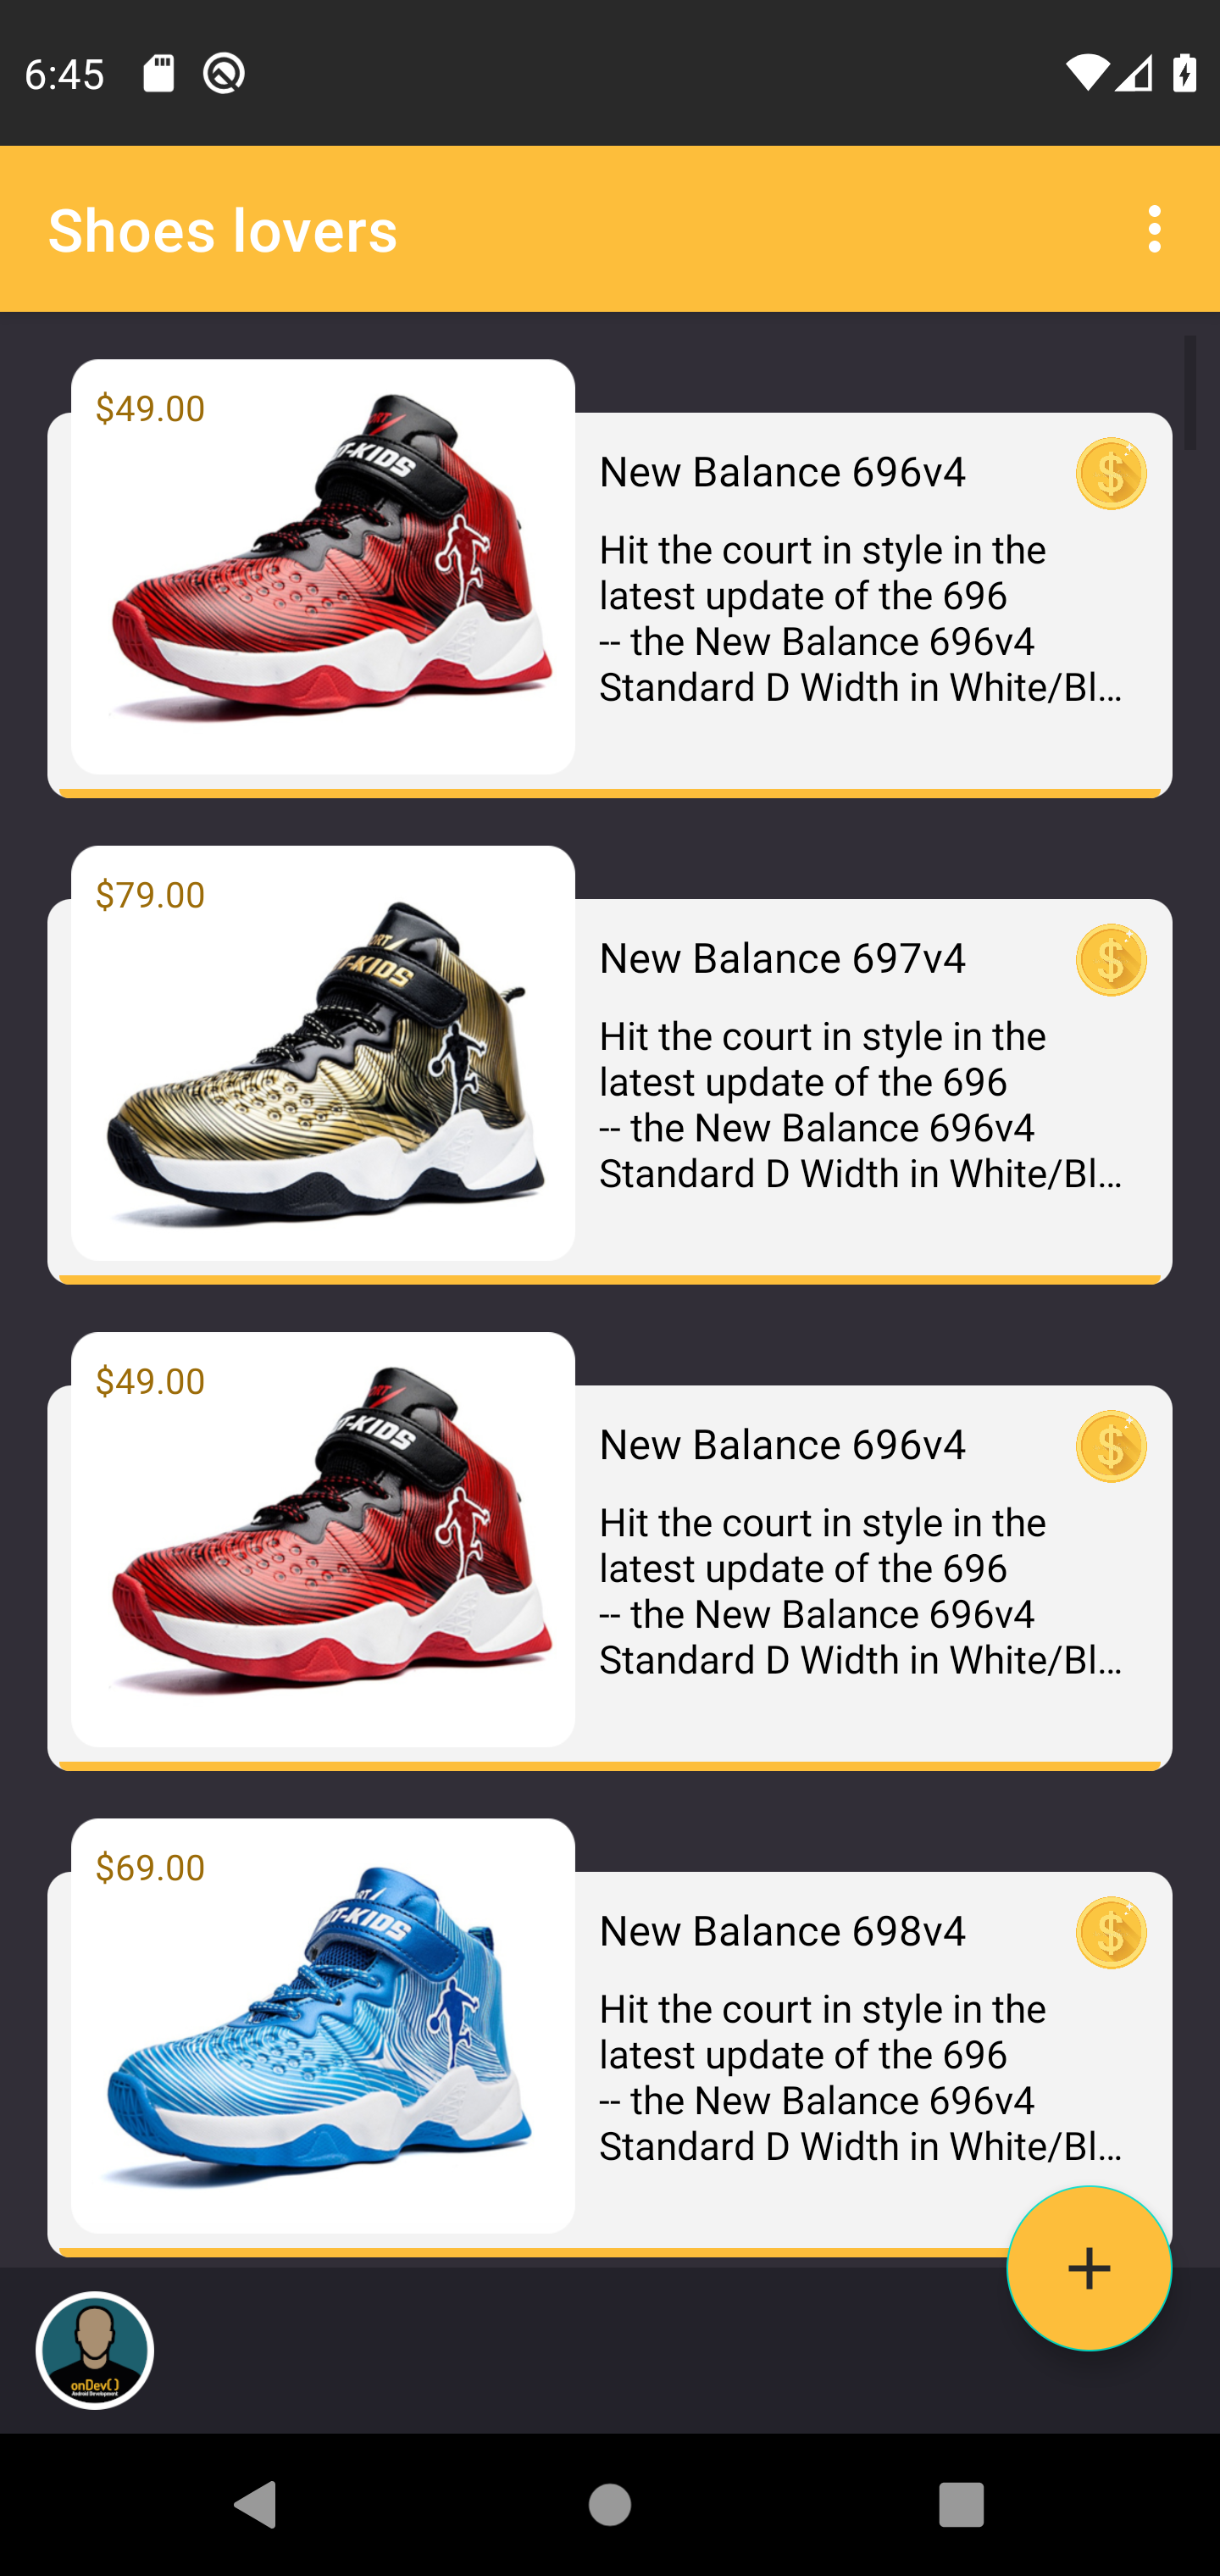 6:45
Shoes lovers
$49.00
RT
T-KIDS
New Balance 696v4
Hit the court in style in the
latest update of the 696
-- the New Balance 696v4
Standard D Width in White/Bl...
$79.00
RT
T-KIDS
New Balance 697v4
Hit the court in style in the
latest update of the 696
-- the New Balance 696v4
Standard D Width in White/Bl...
$49.00
RT
T-KIDS
New Balance 696v4
Hit the court in style in the
latest update of the 696
-- the New Balance 696v4
Standard D Width in White/Bl...
$69.00
RT
T-KIDS
New Balance 698v4
Hit the court in style in the
latest update of the 696
-- the New Balance 696v4
Standard D Width in White/Bl...
onDev()
Android Development